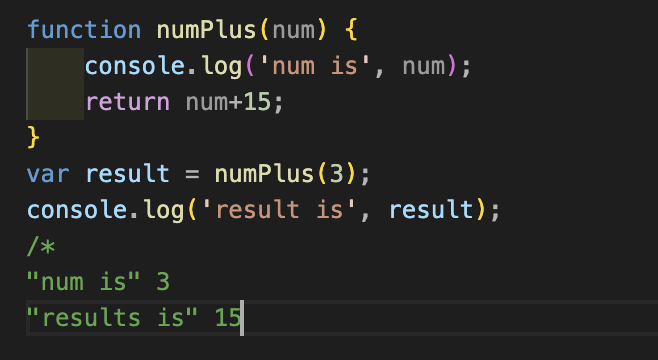 function numPlus(num) {
    console.log('num is', num);
    return num+15;
}
var result = numPlus(3);
console.log('result is', result);
/*
"num is" 3
"results is" 15